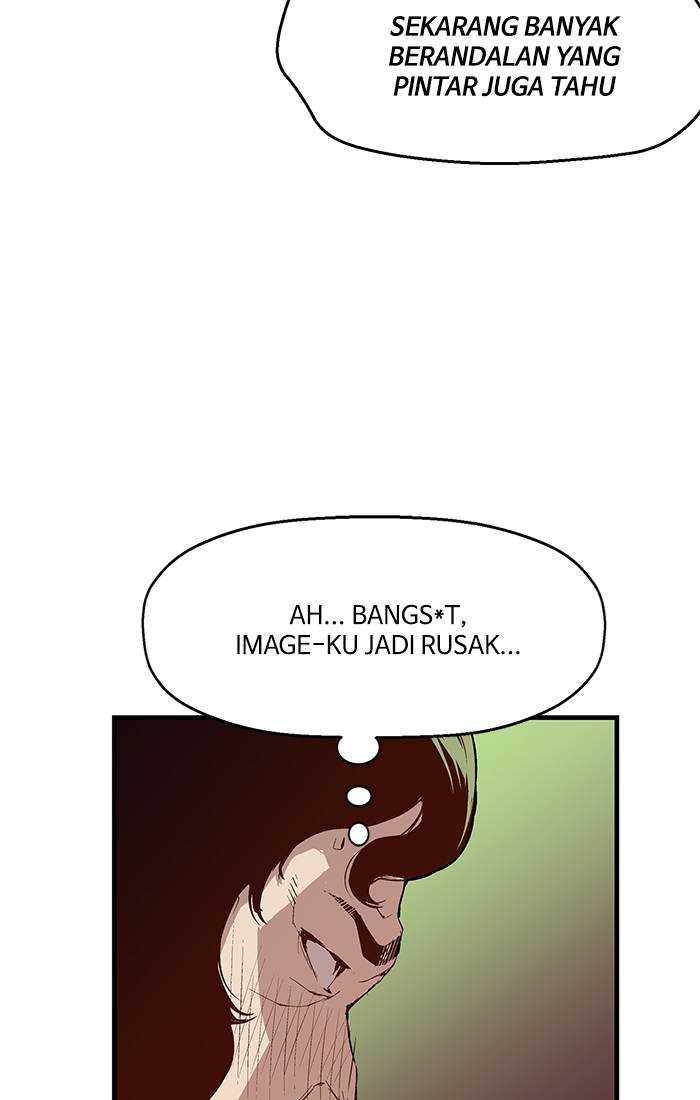 SEKARANG BANYAK
BERANDALAN YANG
PINTAR JUGA TAHU
AH... BANGS*T,
IMAGE-KU JADI RUSAK...